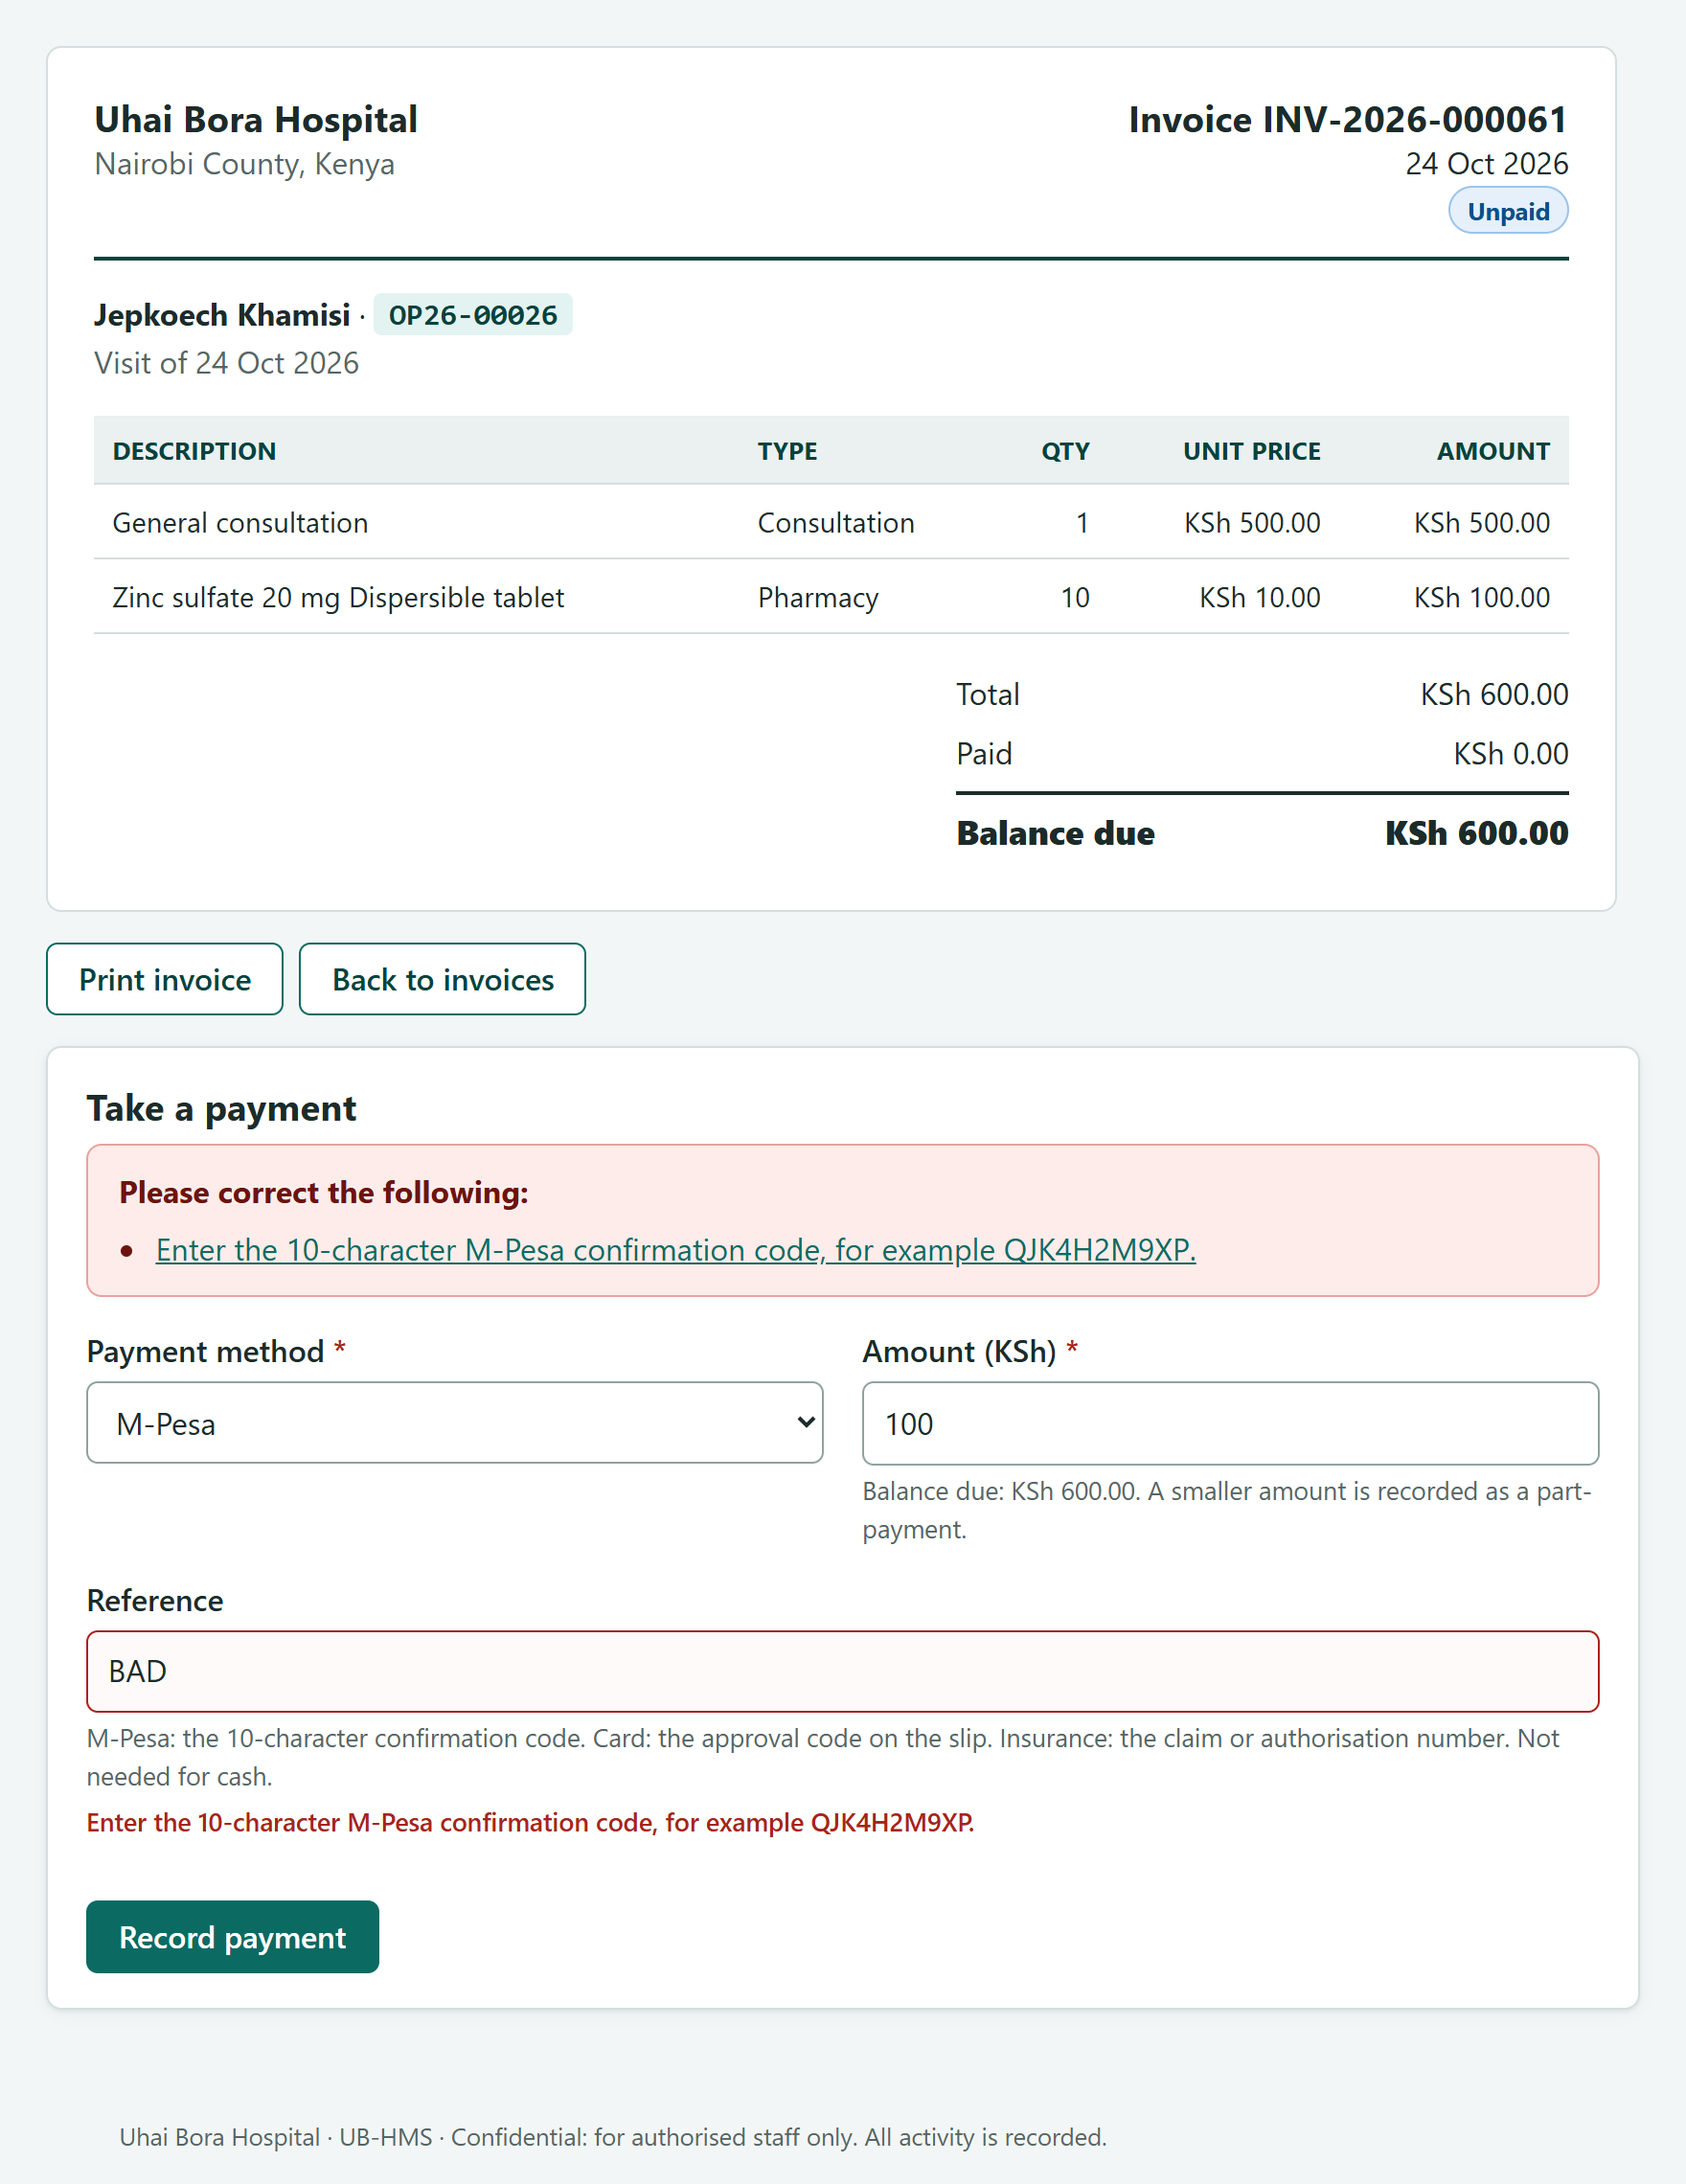 Uhai Bora Hospital
Nairobi County, Kenya
Invoice INV-2026-000061
24 Oct 2026
Unpaid
Jepkoech Khamisi · OP26-00026
Visit of 24 Oct 2026
DESCRIPTION TYPE QTY UNIT PRICE AMOUNT
General consultation Consultation 1 KSh 500.00 KSh 500.00
Zinc sulfate 20 mg Dispersible tablet Pharmacy 10 KSh 10.00 KSh 100.00
Total KSh 600.00
Paid KSh 0.00
Balance due KSh 600.00
Print invoice Back to invoices
Take a payment
Please correct the following:
• Enter the 10-character M-Pesa confirmation code, for example QJK4H2M9XP.
Payment method * Amount (KSh) *
M-Pesa 100
Balance due: KSh 600.00. A smaller amount is recorded as a part-
payment.
Reference
BAD
M-Pesa: the 10-character confirmation code. Card: the approval code on the slip. Insurance: the claim or authorisation number. Not
needed for cash.
Enter the 10-character M-Pesa confirmation code, for example QJK4H2M9XP.
Record payment
Uhai Bora Hospital · UB-HMS · Confidential: for authorised staff only. All activity is recorded.